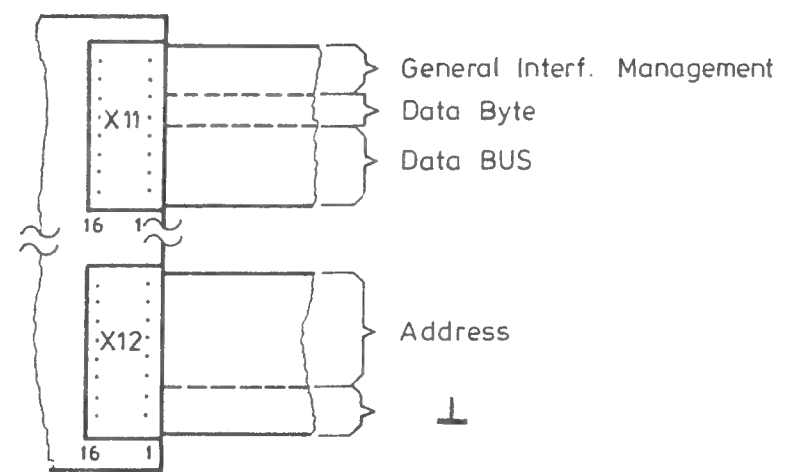 General Interf. Management
Data Byte
X11
Data BUS
16 1
Address
X12
16 1